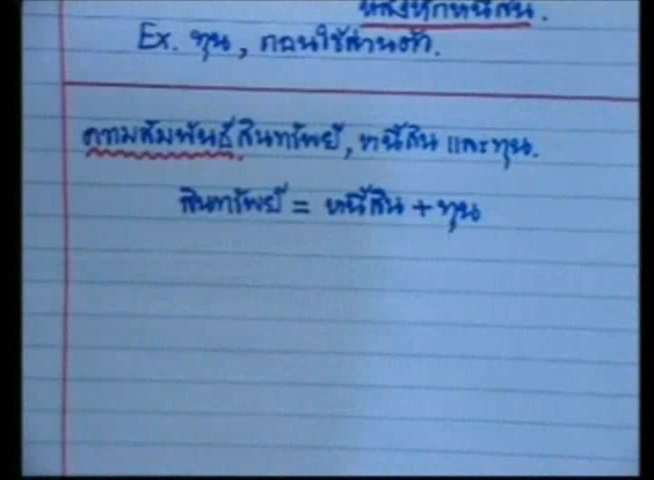 หลังหักหนี้สิน.
Ex. ทุน, ถอนใช้ส่วนตัว.
ความสัมพันธ์สินทรัพย์, หนี้สิน และทุน.
สินทรัพย์ = หนี้สิน + ทุน